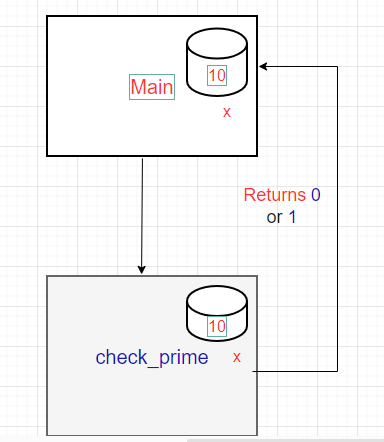 10
Main
x
Returns 0
or 1
10
check_prime
x